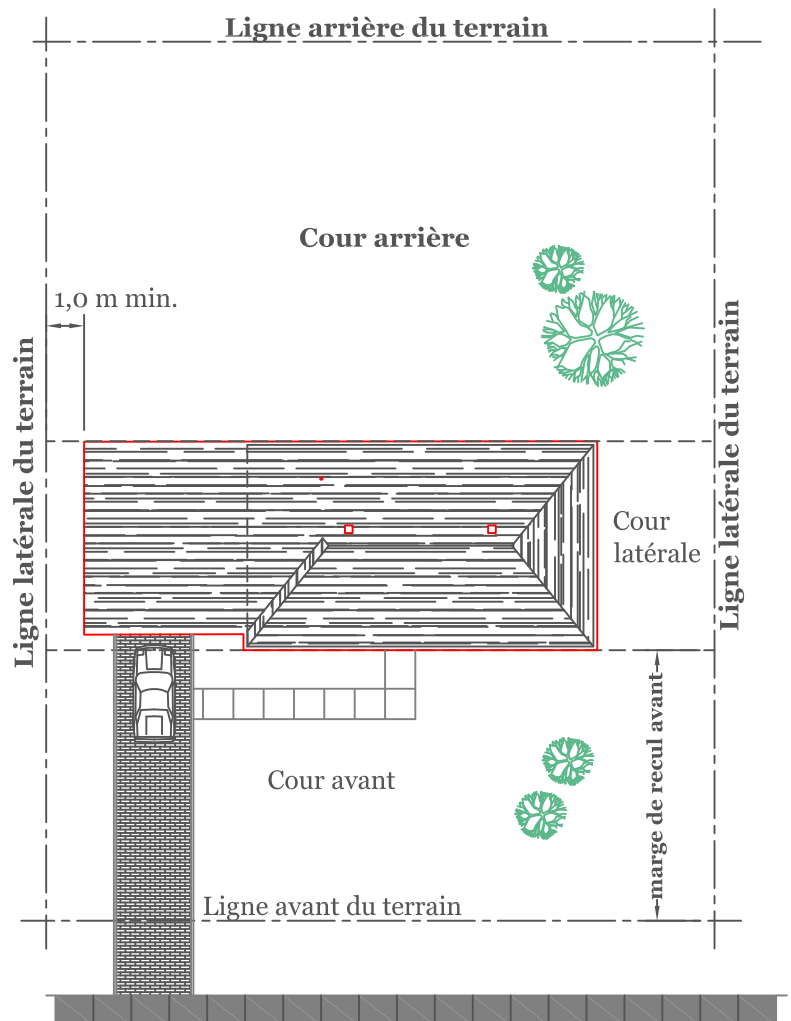 Ligne arrière du terrain
Cour arrière
1,0 m min.
Ligne latérale du terrain
Ligne latérale du terrain
Cour
latérale
marge de recul avant
Cour avant
Ligne avant du terrain